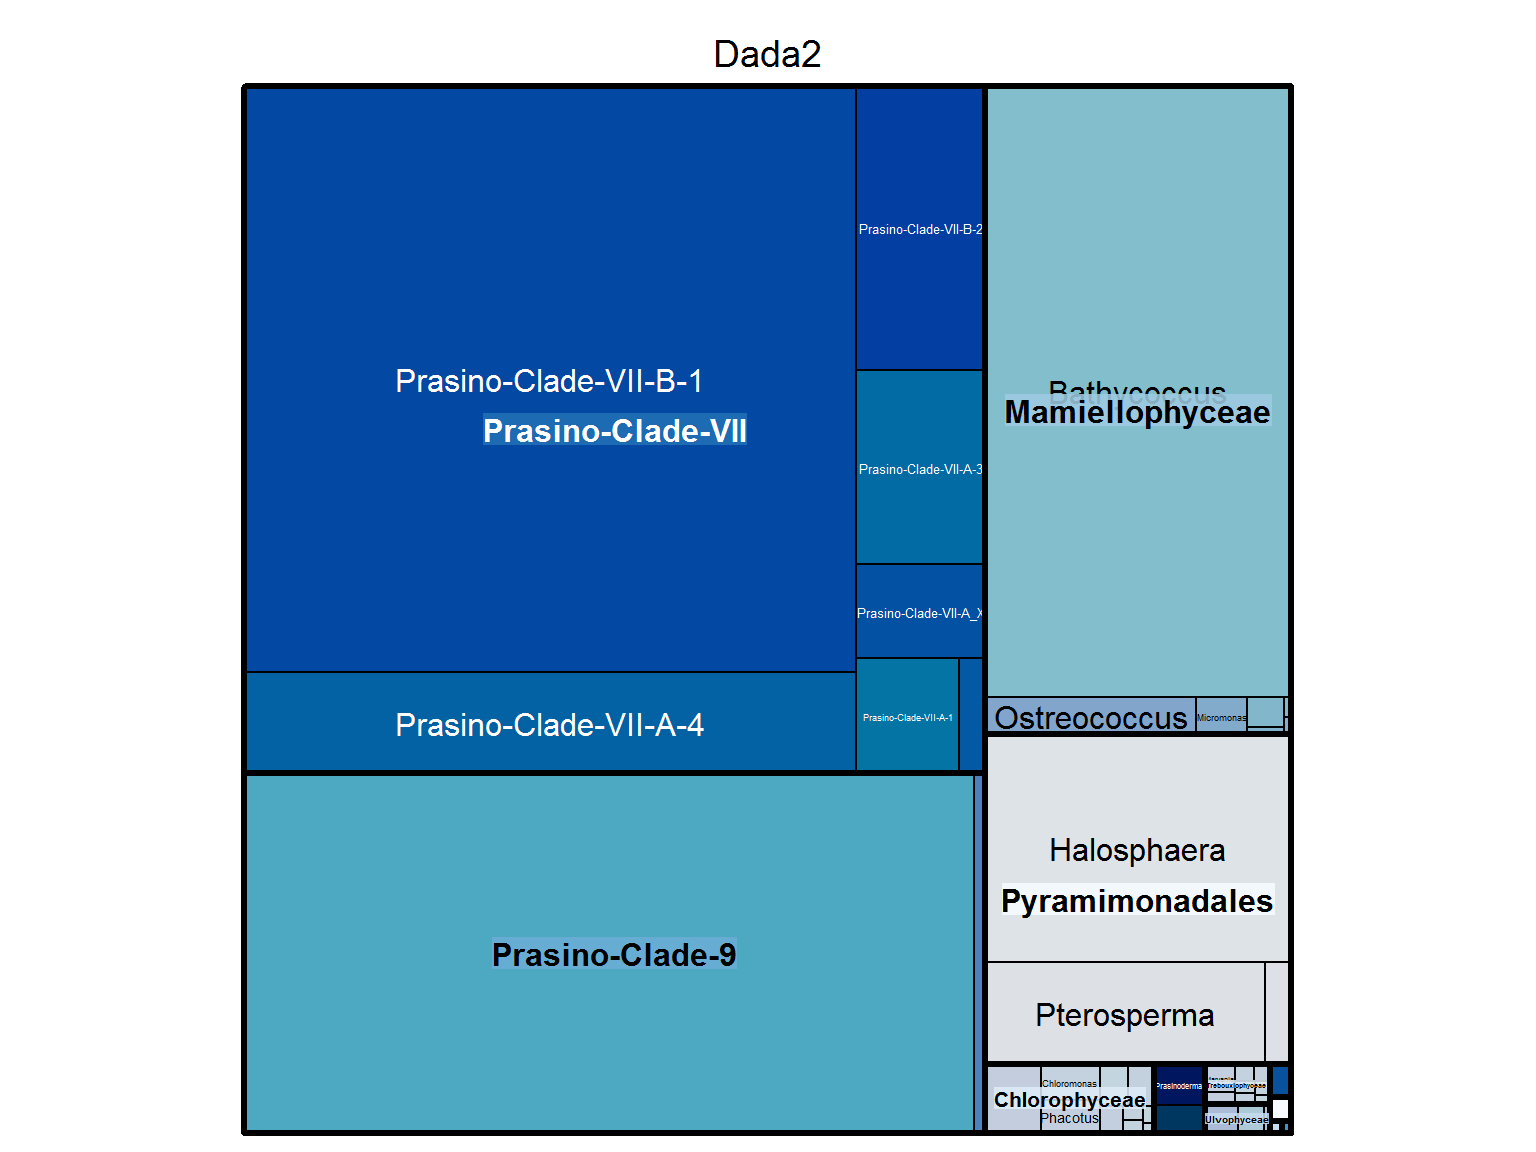 Dada2
Prasino-Clade-VII-B-1
Prasino-Clade-VII
Prasino-Clade-VII-A-4
Prasino-Clade-VII-B-2
Prasino-Clade-VII-A-3
Prasino-Clade-VII-A_X
Prasino-Clade-VII-A-1
Prasino-Clade-9
Bathycoccus
Mamiellophyceae
Ostreococcus
Micromonas
Halosphaera
Pyramimonadales
Pterosperma
Chloromonas
Chlorophyceae
Phacotus
Prasinoderma
Trebouxiophyceae
Ulvophyceae